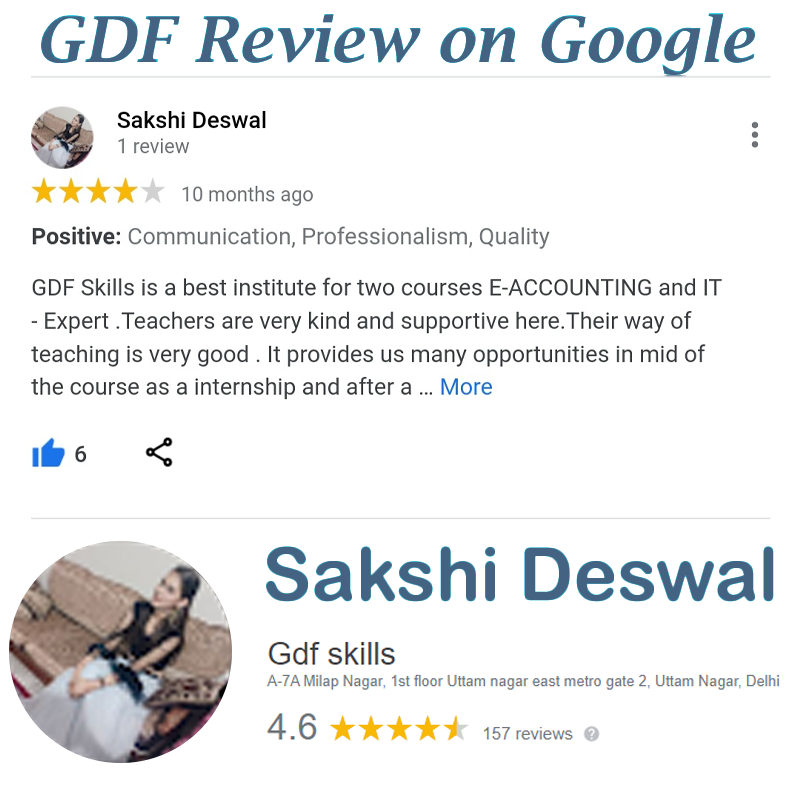 GDF Review on Google
Sakshi Deswal
1 review
10 months ago
Positive: Communication, Professionalism, Quality
GDF Skills is a best institute for two courses E-ACCOUNTING and IT
- Expert .Teachers are very kind and supportive here.Their way of
teaching is very good . It provides us many opportunities in mid of
the course as a internship and after a ... More
6
Sakshi Deswal
Gdf skills
A-7A Milap Nagar, 1st floor Uttam nagar east metro gate 2, Uttam Nagar, Delhi
4.6 157 reviews ?